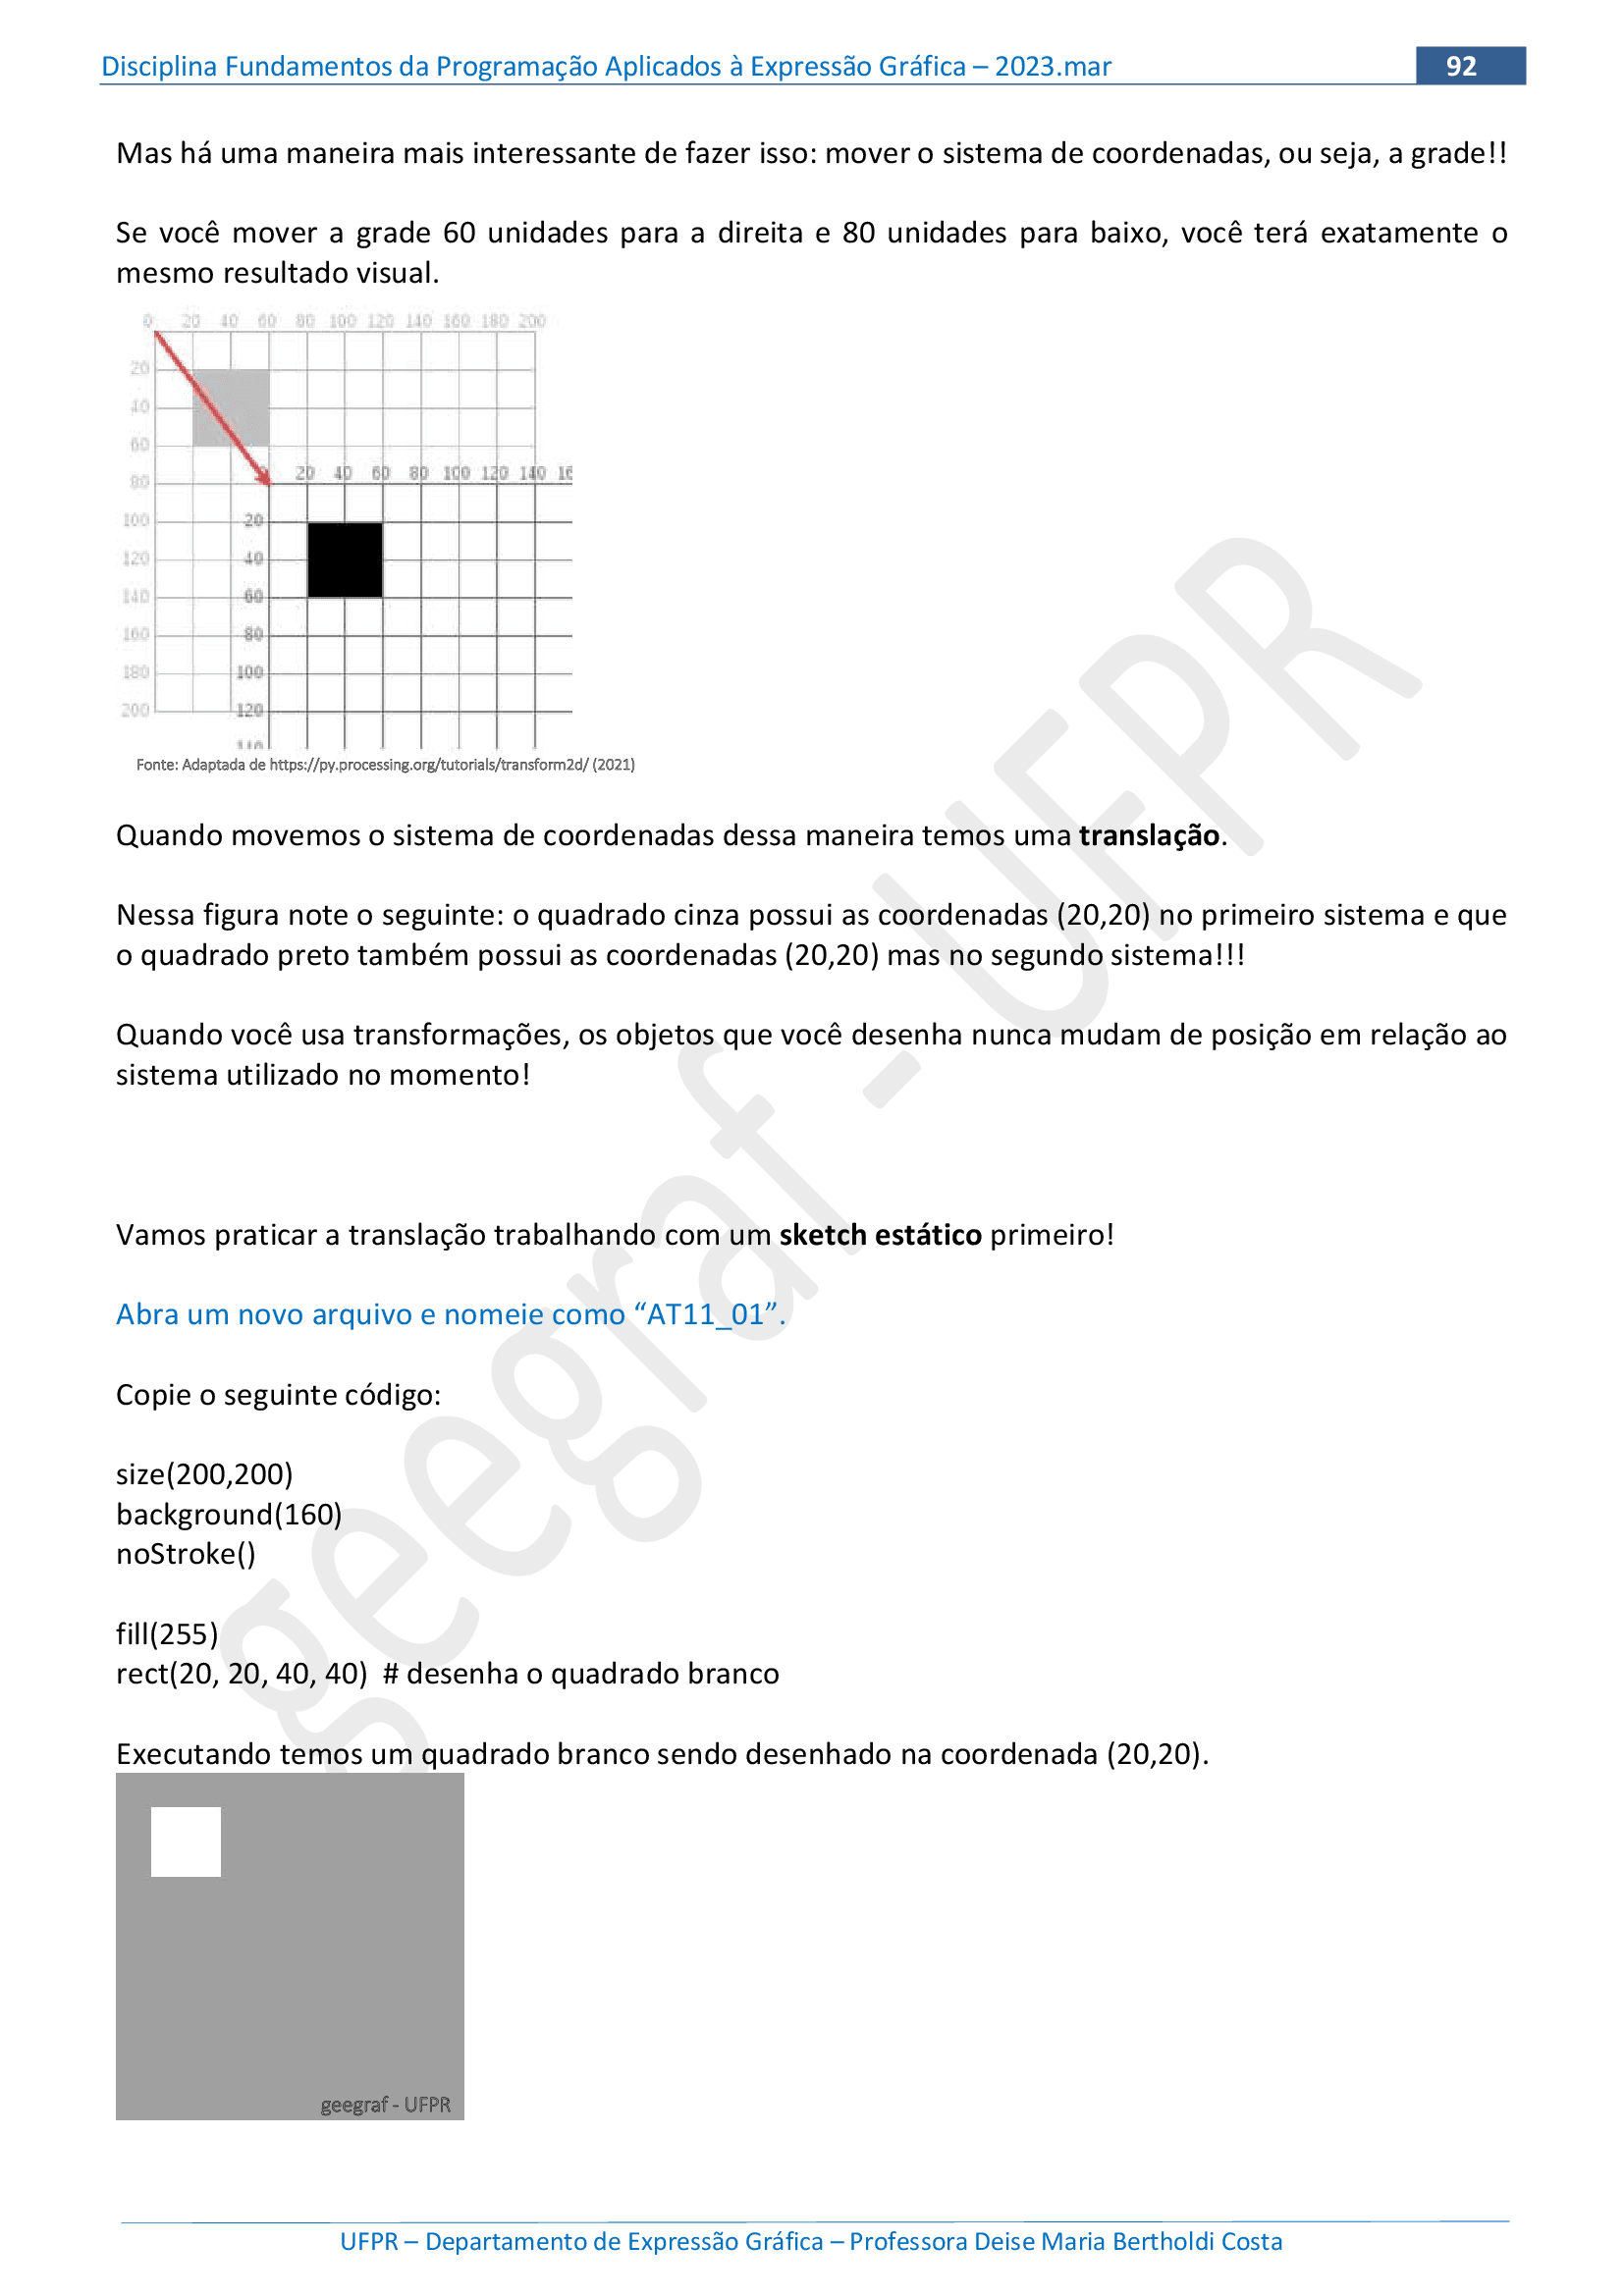 Disciplina Fundamentos da Programação Aplicados à Expressão Gráfica – 2023.mar 92
Mas há uma maneira mais interessante de fazer isso: mover o sistema de coordenadas, ou seja, a grade!!
Se você mover a grade 60 unidades para a direita e 80 unidades para baixo, você terá exatamente o
mesmo resultado visual.
0 20 40 60 80 100 120 140 160 180 200
20
40
60
80
20 40 60 80 100 120 140 16
100 20
120 40
140 60
160 80
180 100
200 120
140
Fonte: Adaptada de https://py.processing.org/tutorials/transform2d/ (2021)
Quando movemos o sistema de coordenadas dessa maneira temos uma translação.
Nessa figura note o seguinte: o quadrado cinza possui as coordenadas (20,20) no primeiro sistema e que
o quadrado preto também possui as coordenadas (20,20) mas no segundo sistema!!!
Quando você usa transformações, os objetos que você desenha nunca mudam de posição em relação ao
sistema utilizado no momento!
Vamos praticar a translação trabalhando com um sketch estático primeiro!
Abra um novo arquivo e nomeie como “AT11_01”.
Copie o seguinte código:
size(200,200)
background(160)
noStroke()
fill(255)
rect(20, 20, 40, 40)  # desenha o quadrado branco
Executando temos um quadrado branco sendo desenhado na coordenada (20,20).
geegraf - UFPR
geegraf - UFPR
UFPR – Departamento de Expressão Gráfica – Professora Deise Maria Bertholdi Costa